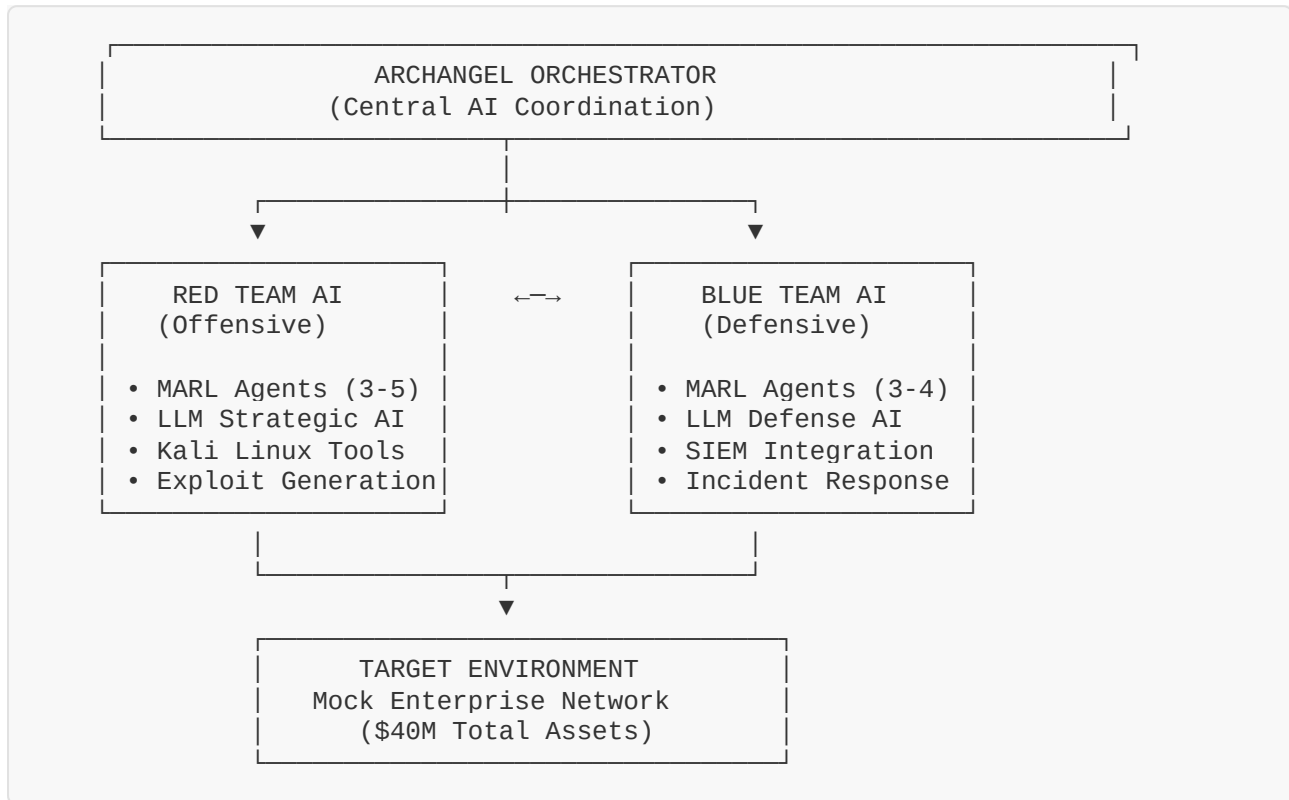 ARCHANGEL ORCHESTRATOR
(Central AI Coordination)
RED TEAM AI
(Offensive)
• MARL Agents (3-5)
• LLM Strategic AI
• Kali Linux Tools
• Exploit Generation
←─→
BLUE TEAM AI
(Defensive)
• MARL Agents (3-4)
• LLM Defense AI
• SIEM Integration
• Incident Response
TARGET ENVIRONMENT
Mock Enterprise Network
($40M Total Assets)